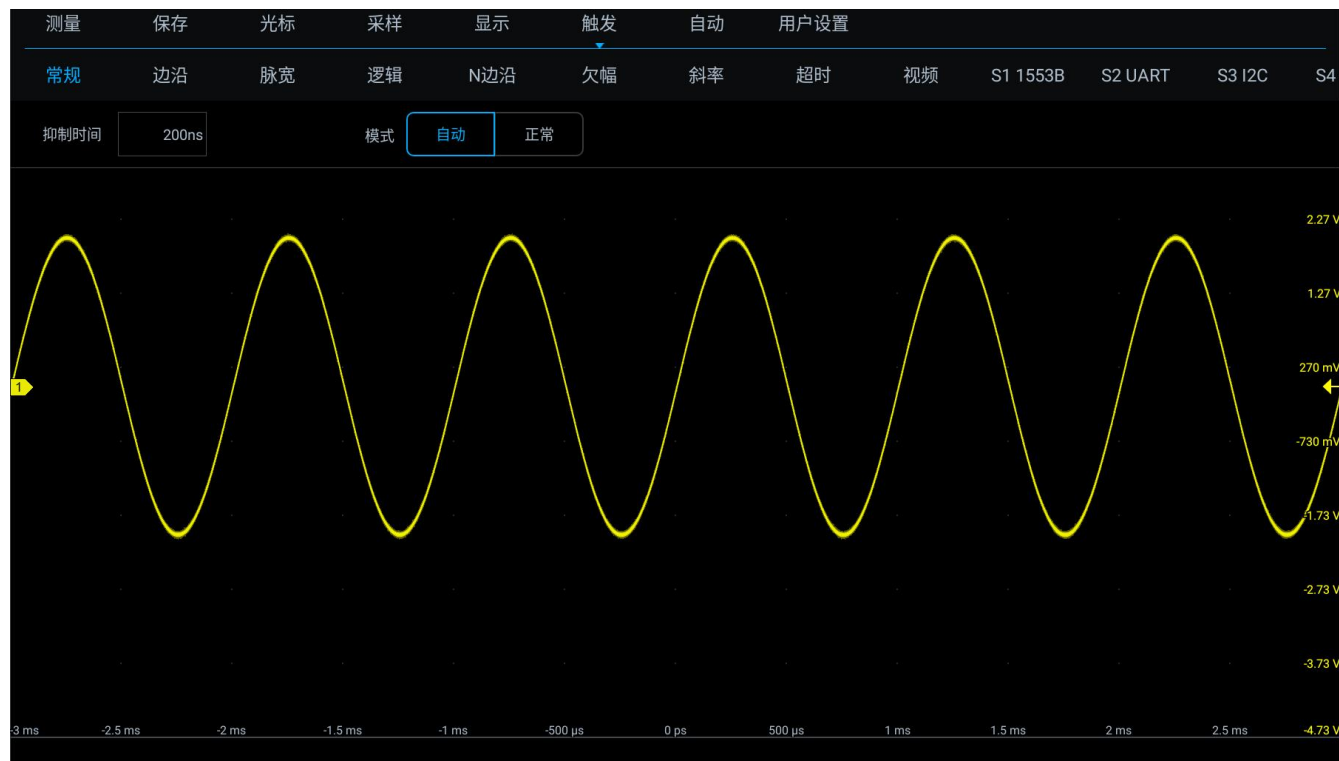 测量 保存 光标 采样 显示 触发 自动 用户设置
常规 边沿 脉宽 逻辑 N边沿 欠幅 斜率 超时 视频 S1 1553B S2 UART S3 I2C S4
抑制时间 200ns 模式 自动 正常
2.27 V
1.27 V
270 mV
1
-730 mV
-1.73 V
-2.73 V
-3.73 V
-3 ms -2.5 ms -2 ms -1.5 ms -1 ms -500 μs 0 ps 500 μs 1 ms 1.5 ms 2 ms 2.5 ms -4.73 V